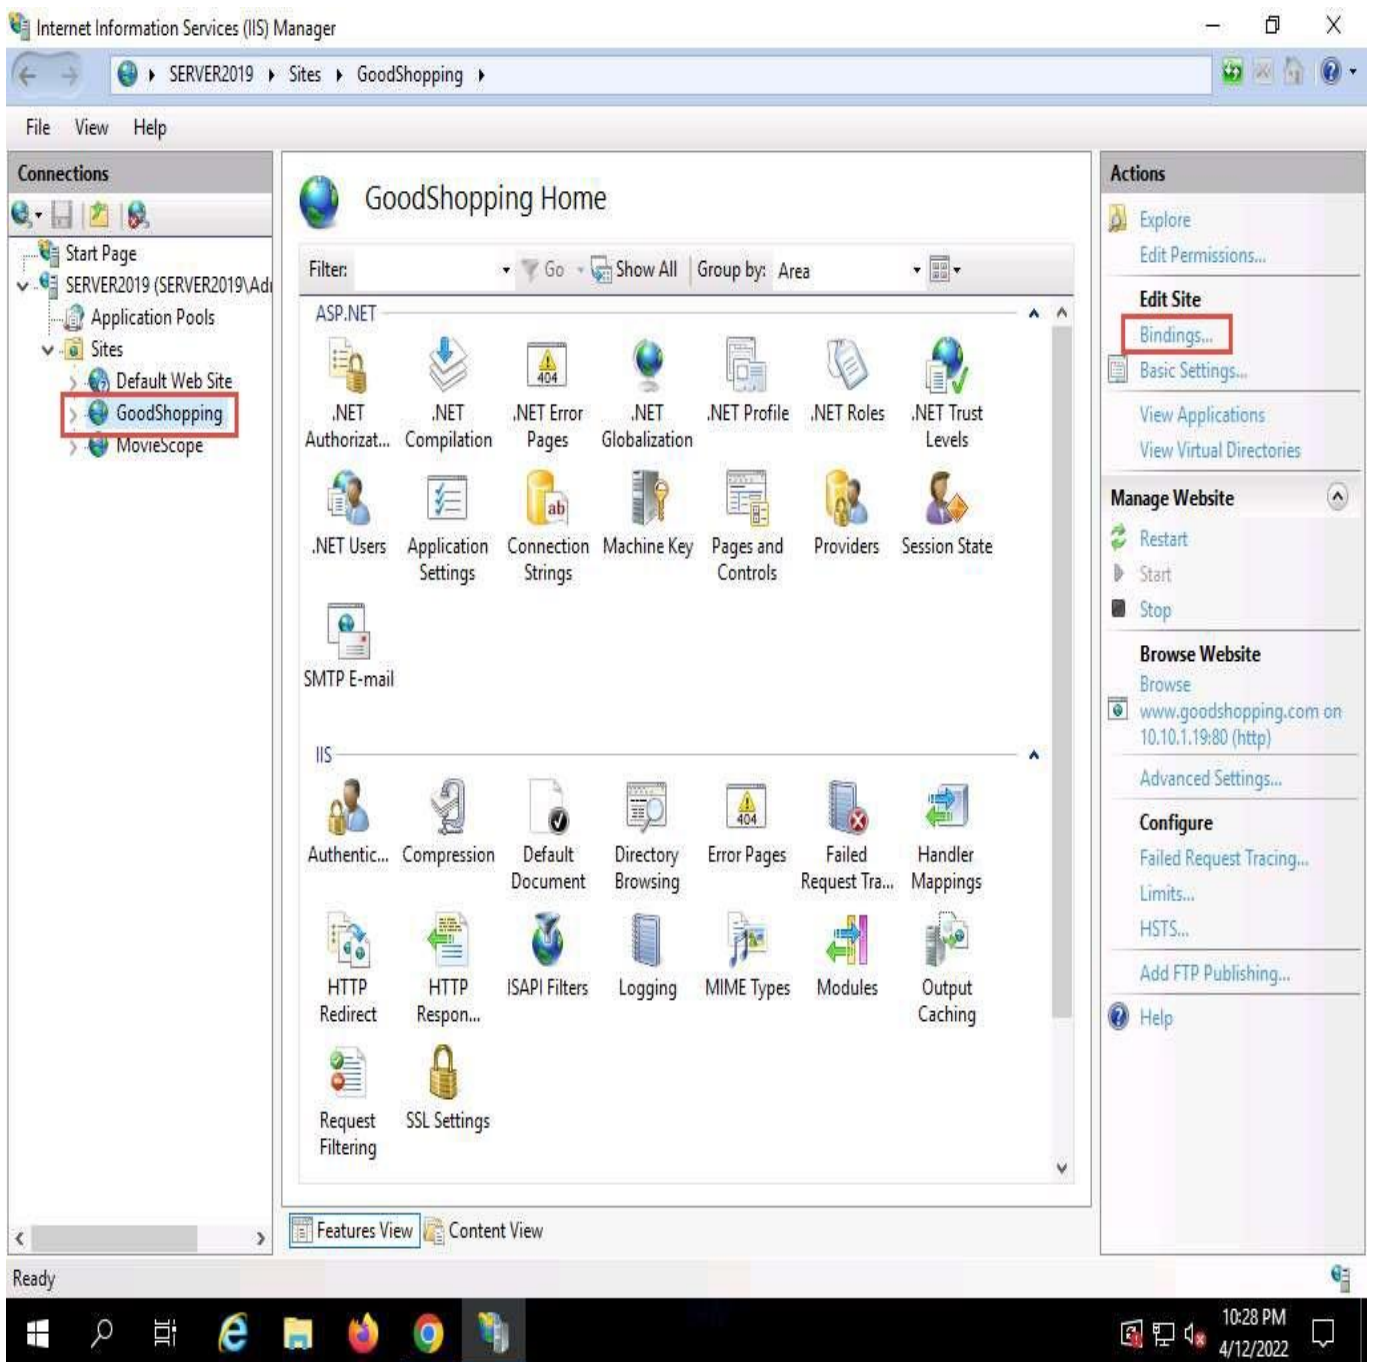 Internet Information Services (IIS) Manager
SERVER2019 Sites GoodShopping
File View Help
Connections
Start Page
SERVER2019 (SERVER2019\Adı
Application Pools
Sites
Default Web Site
GoodShopping
MovieScope
GoodShopping Home
Filter: Go Show All Group by: Area
ASP.NET
.NET
Authorizat...
.NET
Compilation
.NET Error
Pages
.NET
Globalization
.NET Profile
.NET Roles
.NET Trust
Levels
.NET Users
Application
Settings
Connection
Strings
Machine Key
Pages and
Controls
Providers
Session State
SMTP E-mail
IIS
Authentic...
Compression
Default
Document
Directory
Browsing
Error Pages
Failed
Request Tra...
Handler
Mappings
HTTP
Redirect
HTTP
Respon...
ISAPI Filters
Logging
MIME Types
Modules
Output
Caching
Request
Filtering
SSL Settings
Features View Content View
Actions
Explore
Edit Permissions...
Edit Site
Bindings...
Basic Settings...
View Applications
View Virtual Directories
Manage Website
Restart
Start
Stop
Browse Website
Browse
www.goodshopping.com on
10.10.1.19:80 (http)
Advanced Settings...
Configure
Failed Request Tracing...
Limits...
HSTS...
Add FTP Publishing...
Help
Ready
10:28 PM
4/12/2022